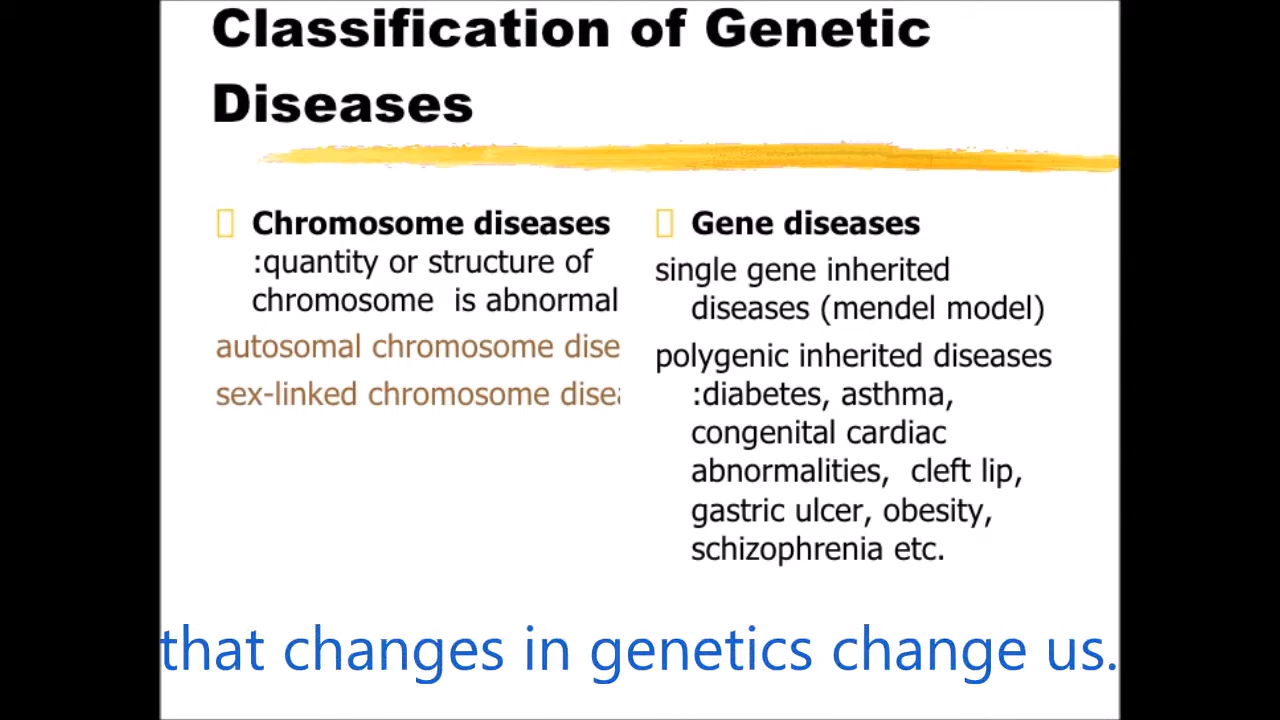 Classification of Genetic
Diseases
Chromosome diseases
:quantity or structure of
chromosome is abnormal
autosomal chromosome dise
sex-linked chromosome disea
Gene diseases
single gene inherited
diseases (mendel model)
polygenic inherited diseases
:diabetes, asthma,
congenital cardiac
abnormalities, cleft lip,
gastric ulcer, obesity,
schizophrenia etc.
that changes in genetics change us.